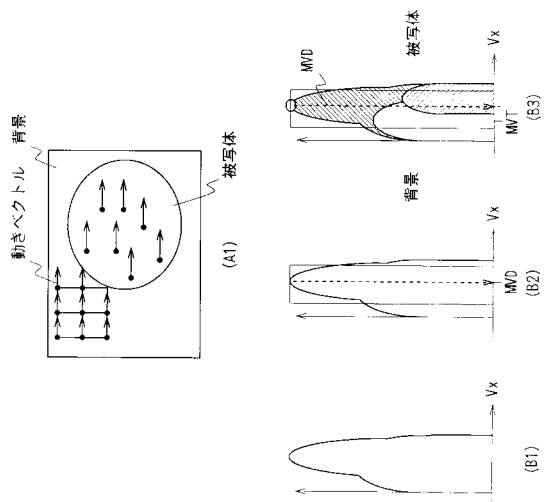 動きベクトル
背景
被写体
(A1)
Vx
(B1)
MVD
Vx
(B2)
背景
MVD
被写体
MVT
Vx
(B3)